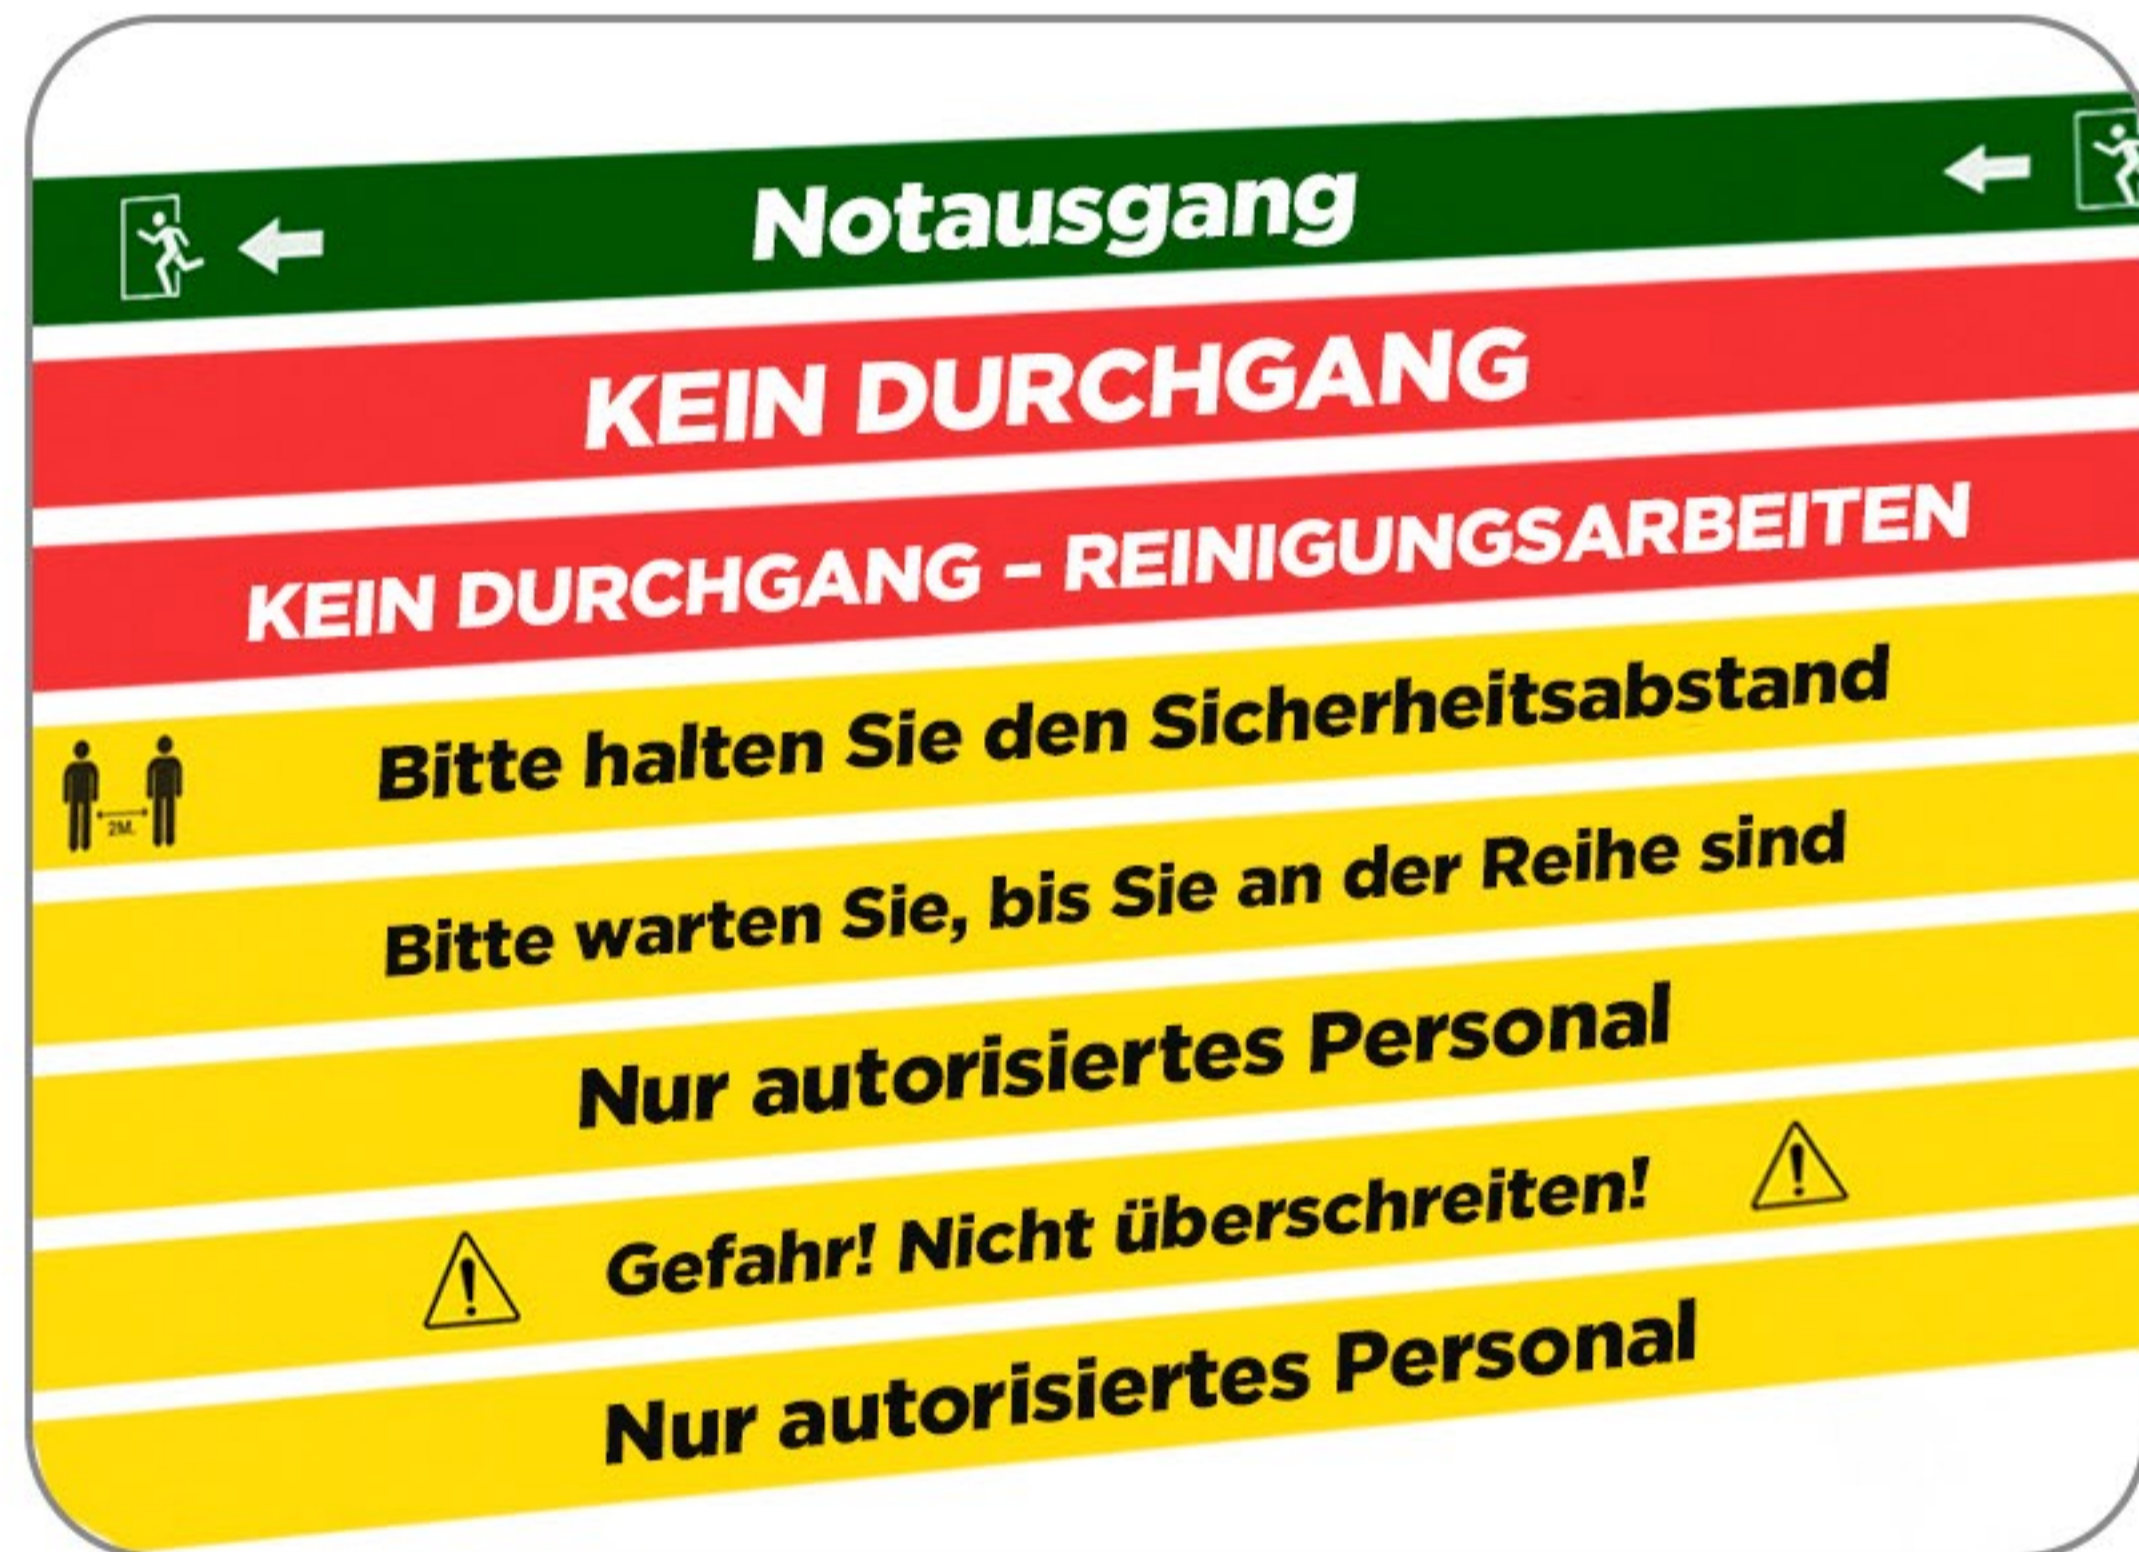 Notausgang
KEIN DURCHGANG
KEIN DURCHGANG – REINIGUNGSARBEITEN
Bitte halten Sie den Sicherheitsabstand
2M.
Bitte warten Sie, bis Sie an der Reihe sind
Nur autorisiertes Personal
Gefahr! Nicht überschreiten!
Nur autorisiertes Personal